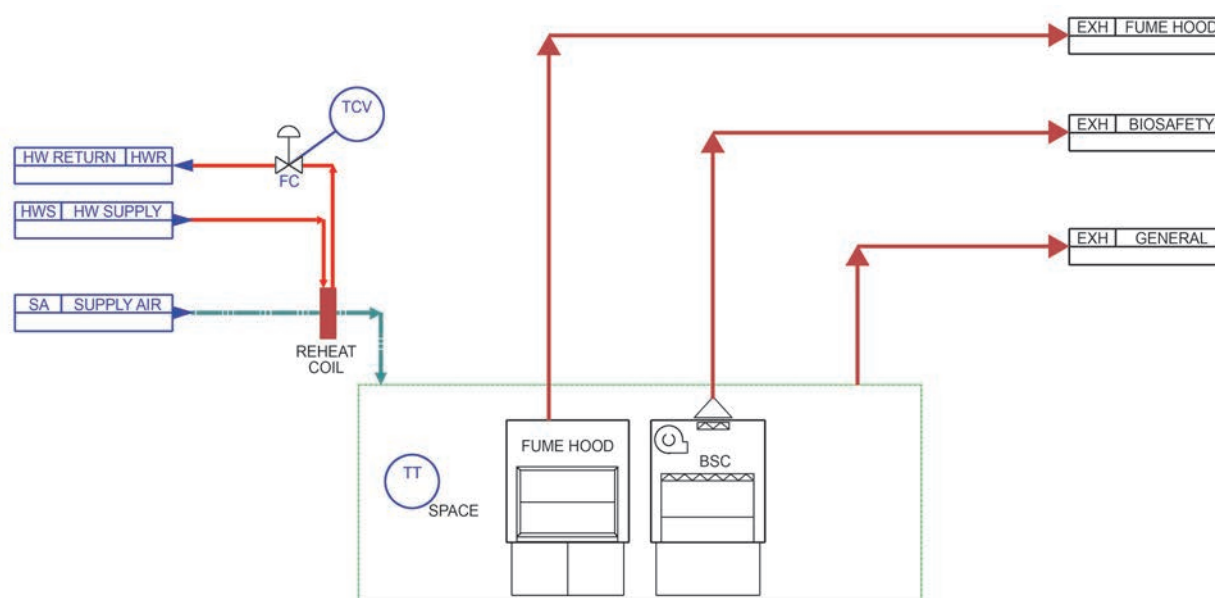 EXH FUME HOOD
TCV
EXH BIOSAFETY
HW RETURN HWR
FC
HWS HW SUPPLY
EXH GENERAL
SA SUPPLY AIR
REHEAT
COIL
FUME HOOD
BSC
TT
SPACE